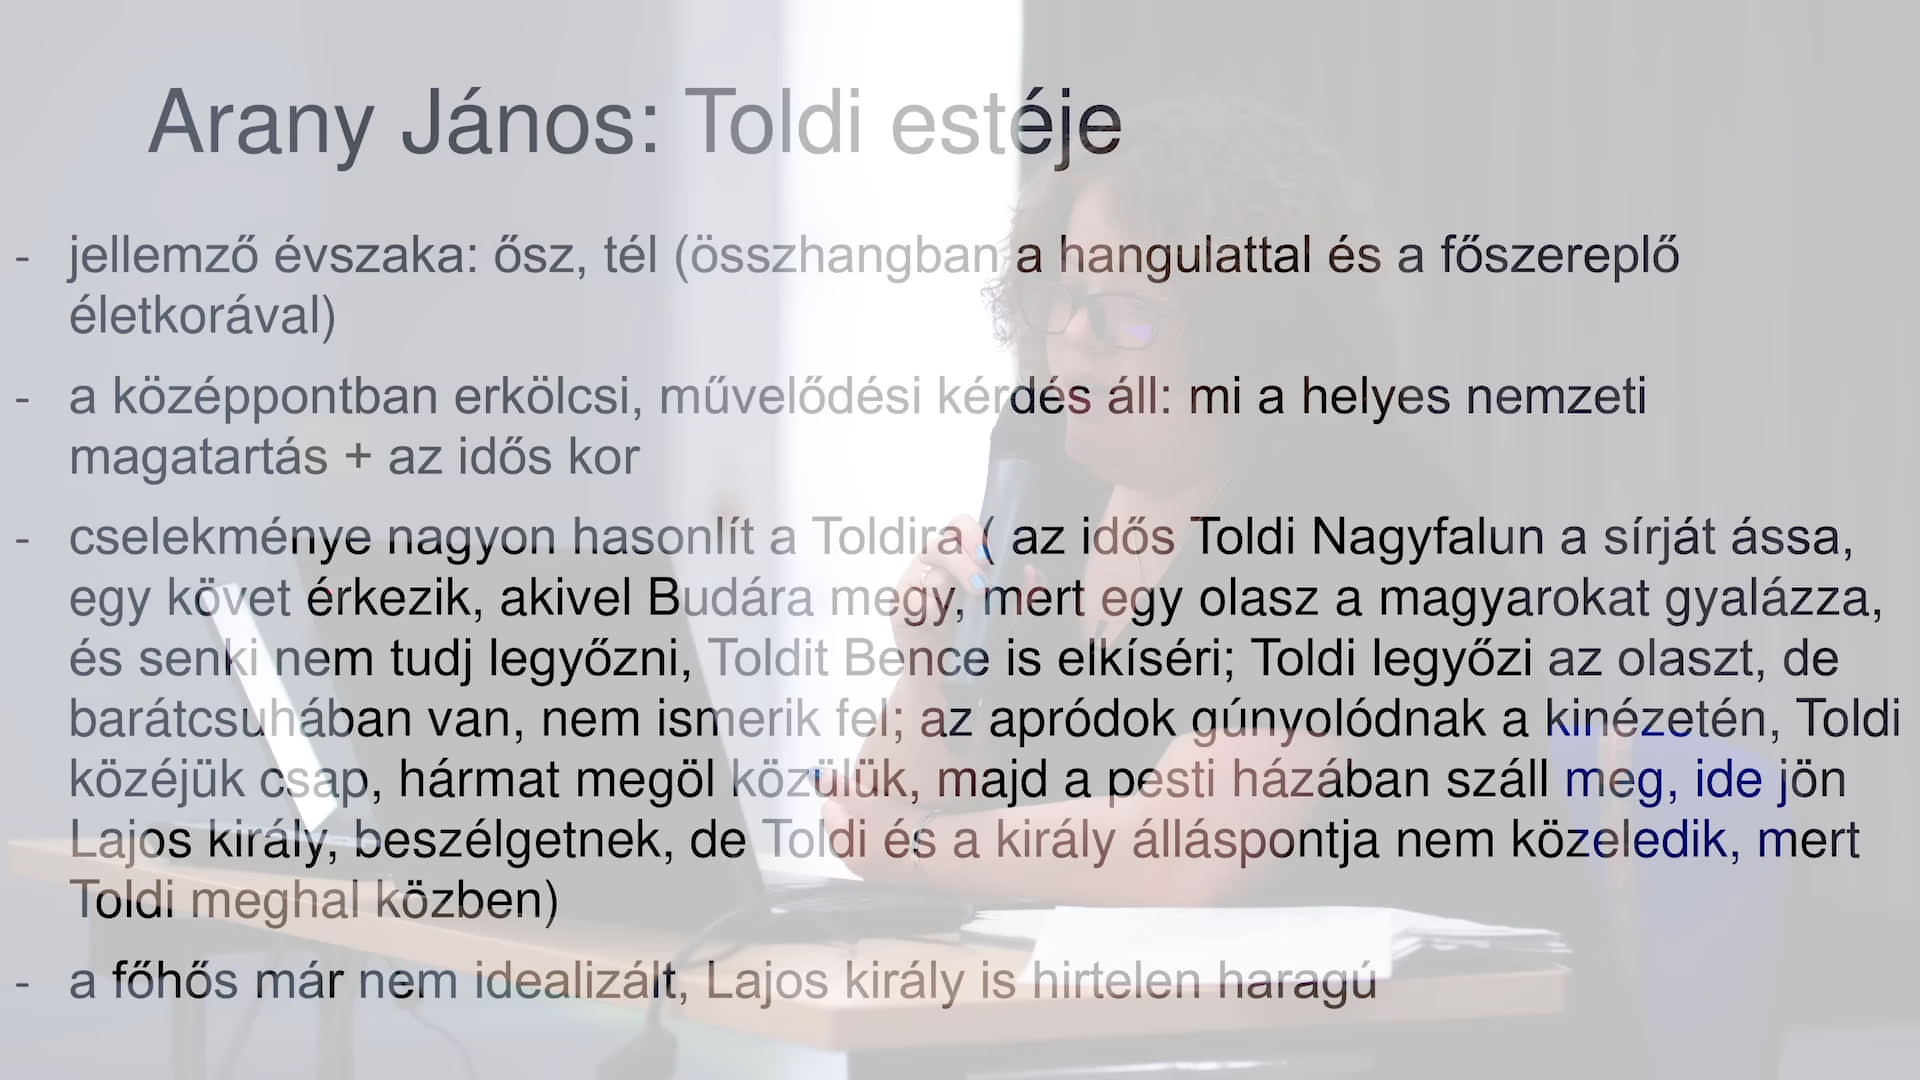 Arany János: Toldi estéje
- jellemző évszaka: ősz, tél (összhangban a hangulattal és a főszereplő
életkorával)
- a középpontban erkölcsi, művelődési kérdés áll: mi a helyes nemzeti
magatartás + az idős kor
- cselekménye nagyon hasonlít a Toldira ( az idős Toldi Nagyfalun a sírját ássa,
egy követ érkezik, akivel Budára megy, mert egy olasz a magyarokat gyalázza,
és senki nem tudj legyőzni, Toldit Bence is elkíséri; Toldi legyőzi az olaszt, de
barátcsuhában van, nem ismerik fel; az apródok gúnyolódnak a kinézetén, Toldi
közéjük csap, hármat megöl közülük, majd a pesti házában száll meg, ide jön
Lajos király, beszélgetnek, de Toldi és a király álláspontja nem közeledik, mert
Toldi meghal közben)
- a főhős már nem idealizált, Lajos király is hirtelen haragú